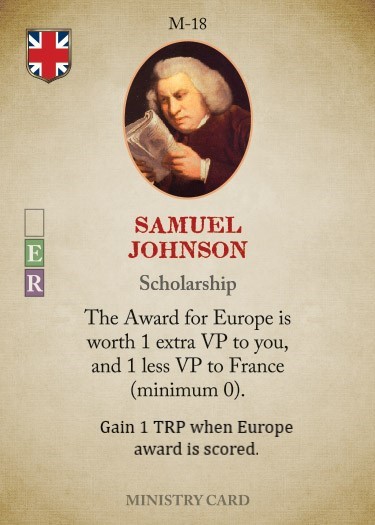 M-18
E
R
SAMUEL
JOHNSON
Scholarship
The Award for Europe is
worth 1 extra VP to you,
and 1 less VP to France
(minimum 0).
Gain 1 TRP when Europe
award is scored.
MINISTRY CARD